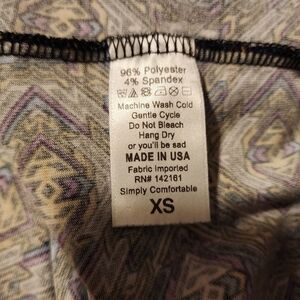 96% Polyester
4% Spandex
Machine Wash Cold
Gentle Cycle
Do Not Bleach
Hang Dry
or you'll be sad
MADE IN USA
Fabric Imported
RN# 142161
Simply Comfortable
XS